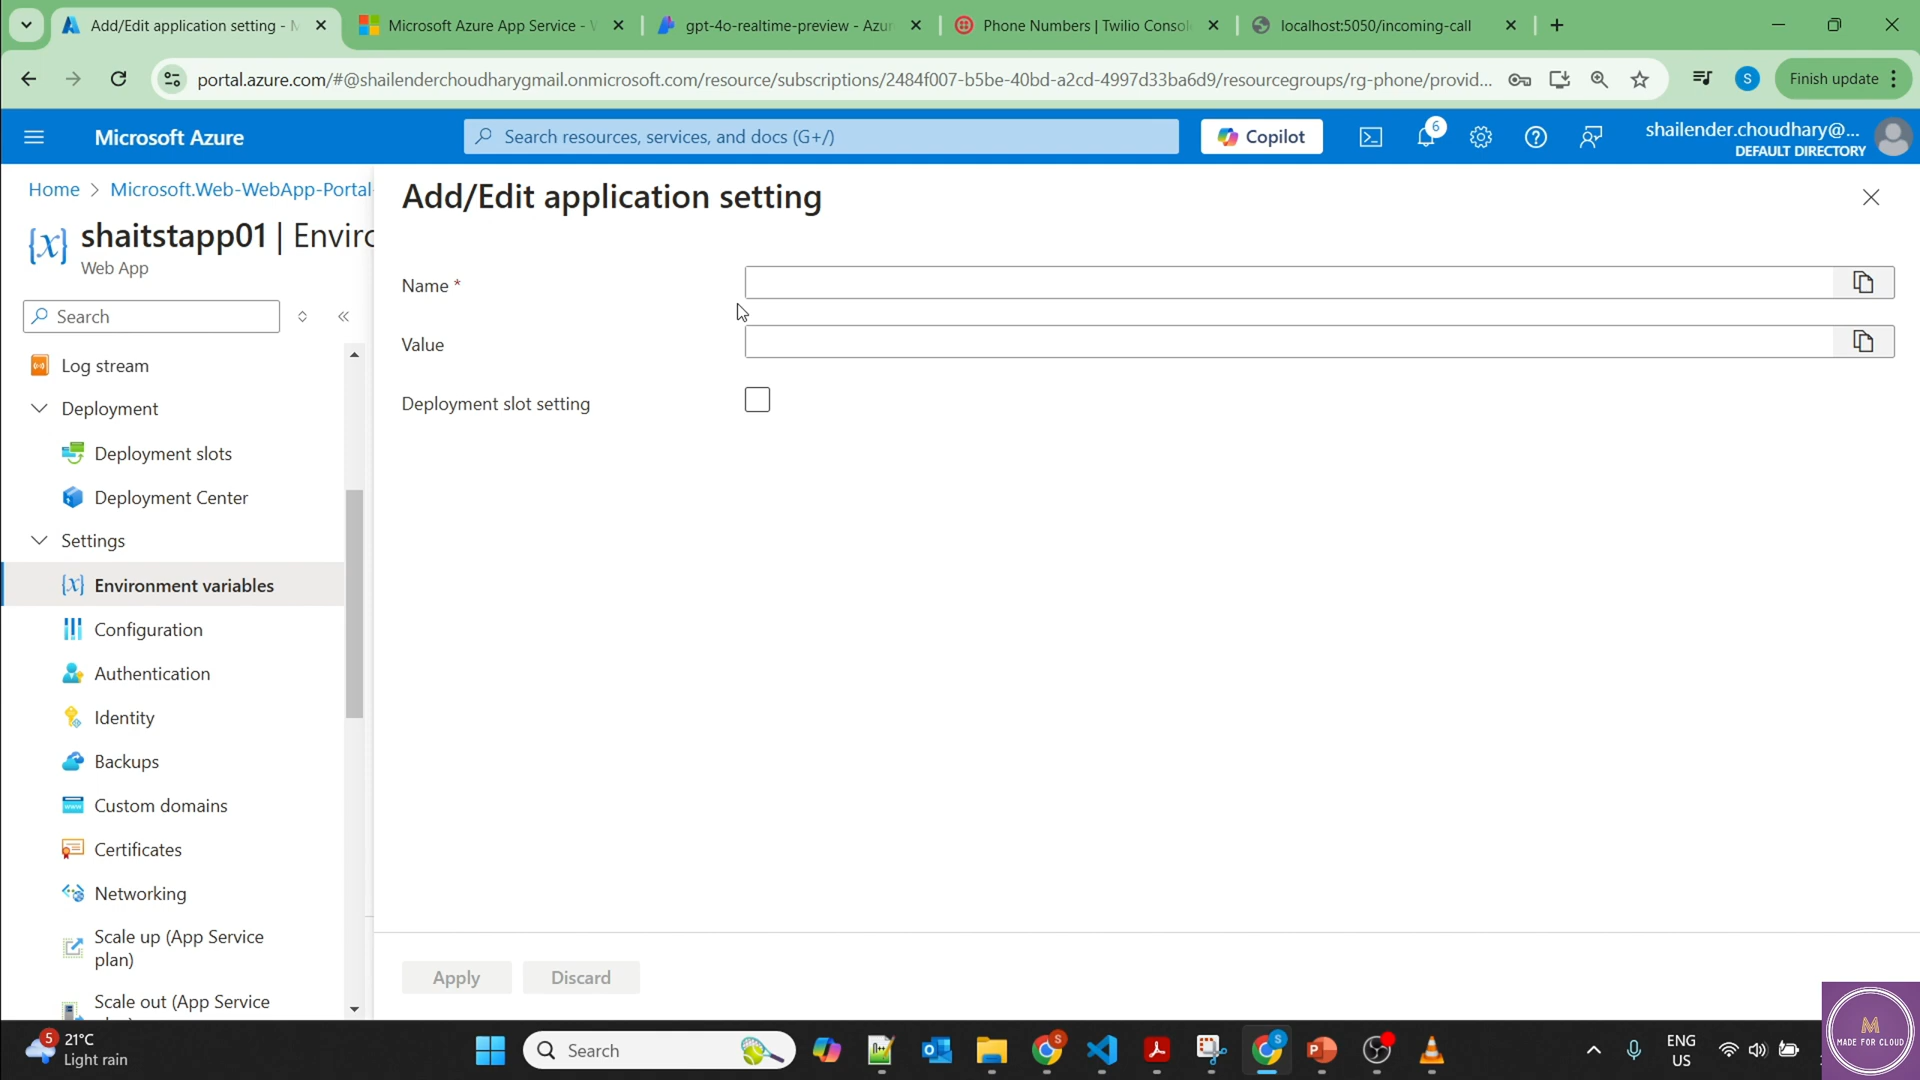 Add/Edit application setting - M
Microsoft Azure App Service - W
gpt-4o-realtime-preview - Azur
Phone Numbers | Twilio Consol
localhost:5050/incoming-call
portal.azure.com/#@shailenderchoudharygmail.onmicrosoft.com/resource/subscriptions/2484f007-b5be-40bd-a2cd-4997d33ba6d9/resourcegroups/rg-phone/provid...
S
Finish update
Microsoft Azure
Search resources, services, and docs (G+/)
Copilot
6
shailender.choudhary@...
DEFAULT DIRECTORY
Home > Microsoft.Web-WebApp-Portal-
shaitstapp01 | Enviro
Web App
Search
Log stream
Deployment
Deployment slots
Deployment Center
Settings
Environment variables
Configuration
Authentication
Identity
Backups
Custom domains
Certificates
Networking
Scale up (App Service
plan)
Scale out (App Service
Add/Edit application setting
Name *
Value
Deployment slot setting
Apply
Discard
5
21°C
Light rain
Search
ENG
US
M
MADE FOR CLOUD